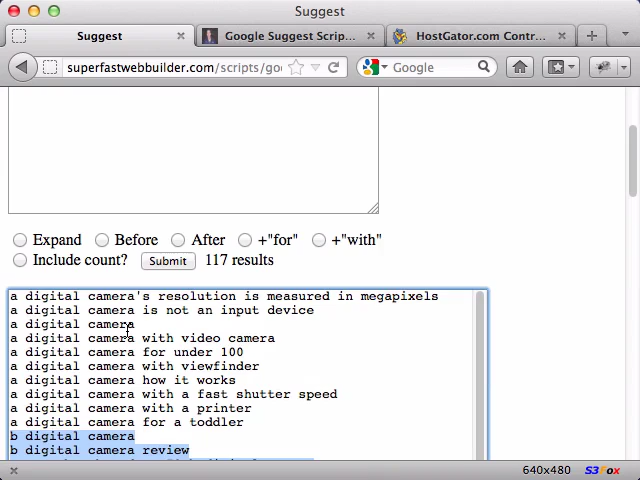 Suggest
Suggest
Google Suggest Scrip...
HostGator.com Contr...
superfastwebbuilder.com/scripts/go
Google
Expand
Before
After
+"for"
+"with"
Include count?
Submit
117 results
a digital camera's resolution is measured in megapixels
a digital camera is not an input device
a digital camera
a digital camera with video camera
a digital camera for under 100
a digital camera with viewfinder
a digital camera how it works
a digital camera with a fast shutter speed
a digital camera with a printer
a digital camera for a toddler
b digital camera
b digital camera review
640x480
S3Fox